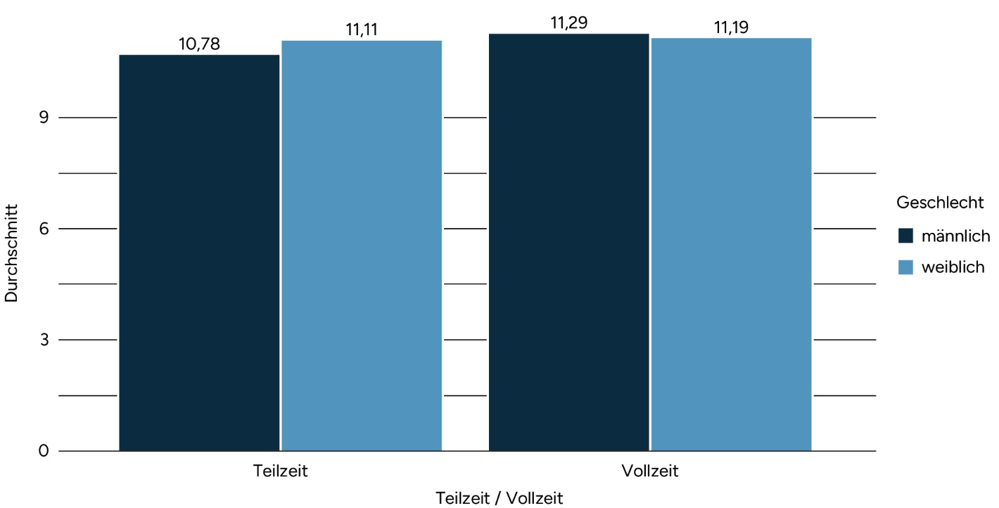 11,29
11,19
11,11
10,78
9
6
3
0
Durchschnitt
Geschlecht
männlich
weiblich
Teilzeit
Vollzeit
Teilzeit / Vollzeit